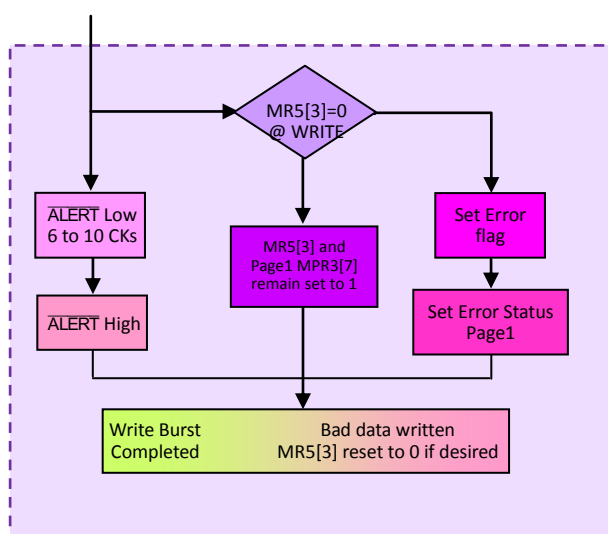 MR5[3]=0
@ WRITE
ALERT Low
6 to 10 CKs
MR5[3] and
Page1 MPR3[7]
remain set to 1
Set Error
flag
ALERT High
Set Error Status
Page1
Write Burst
Completed
Bad data written
MR5[3] reset to 0 if desired